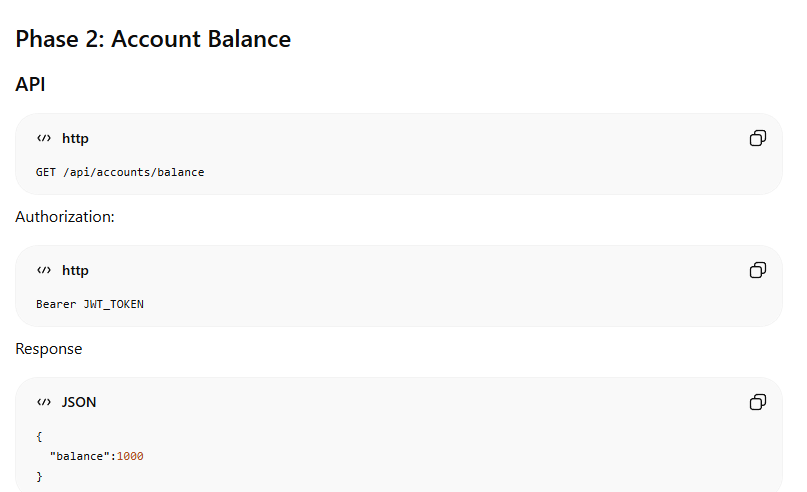 Phase 2: Account Balance
API
http
GET /api/accounts/balance
Authorization:
http
Bearer JWT_TOKEN
Response
JSON
{
  "balance":1000
}